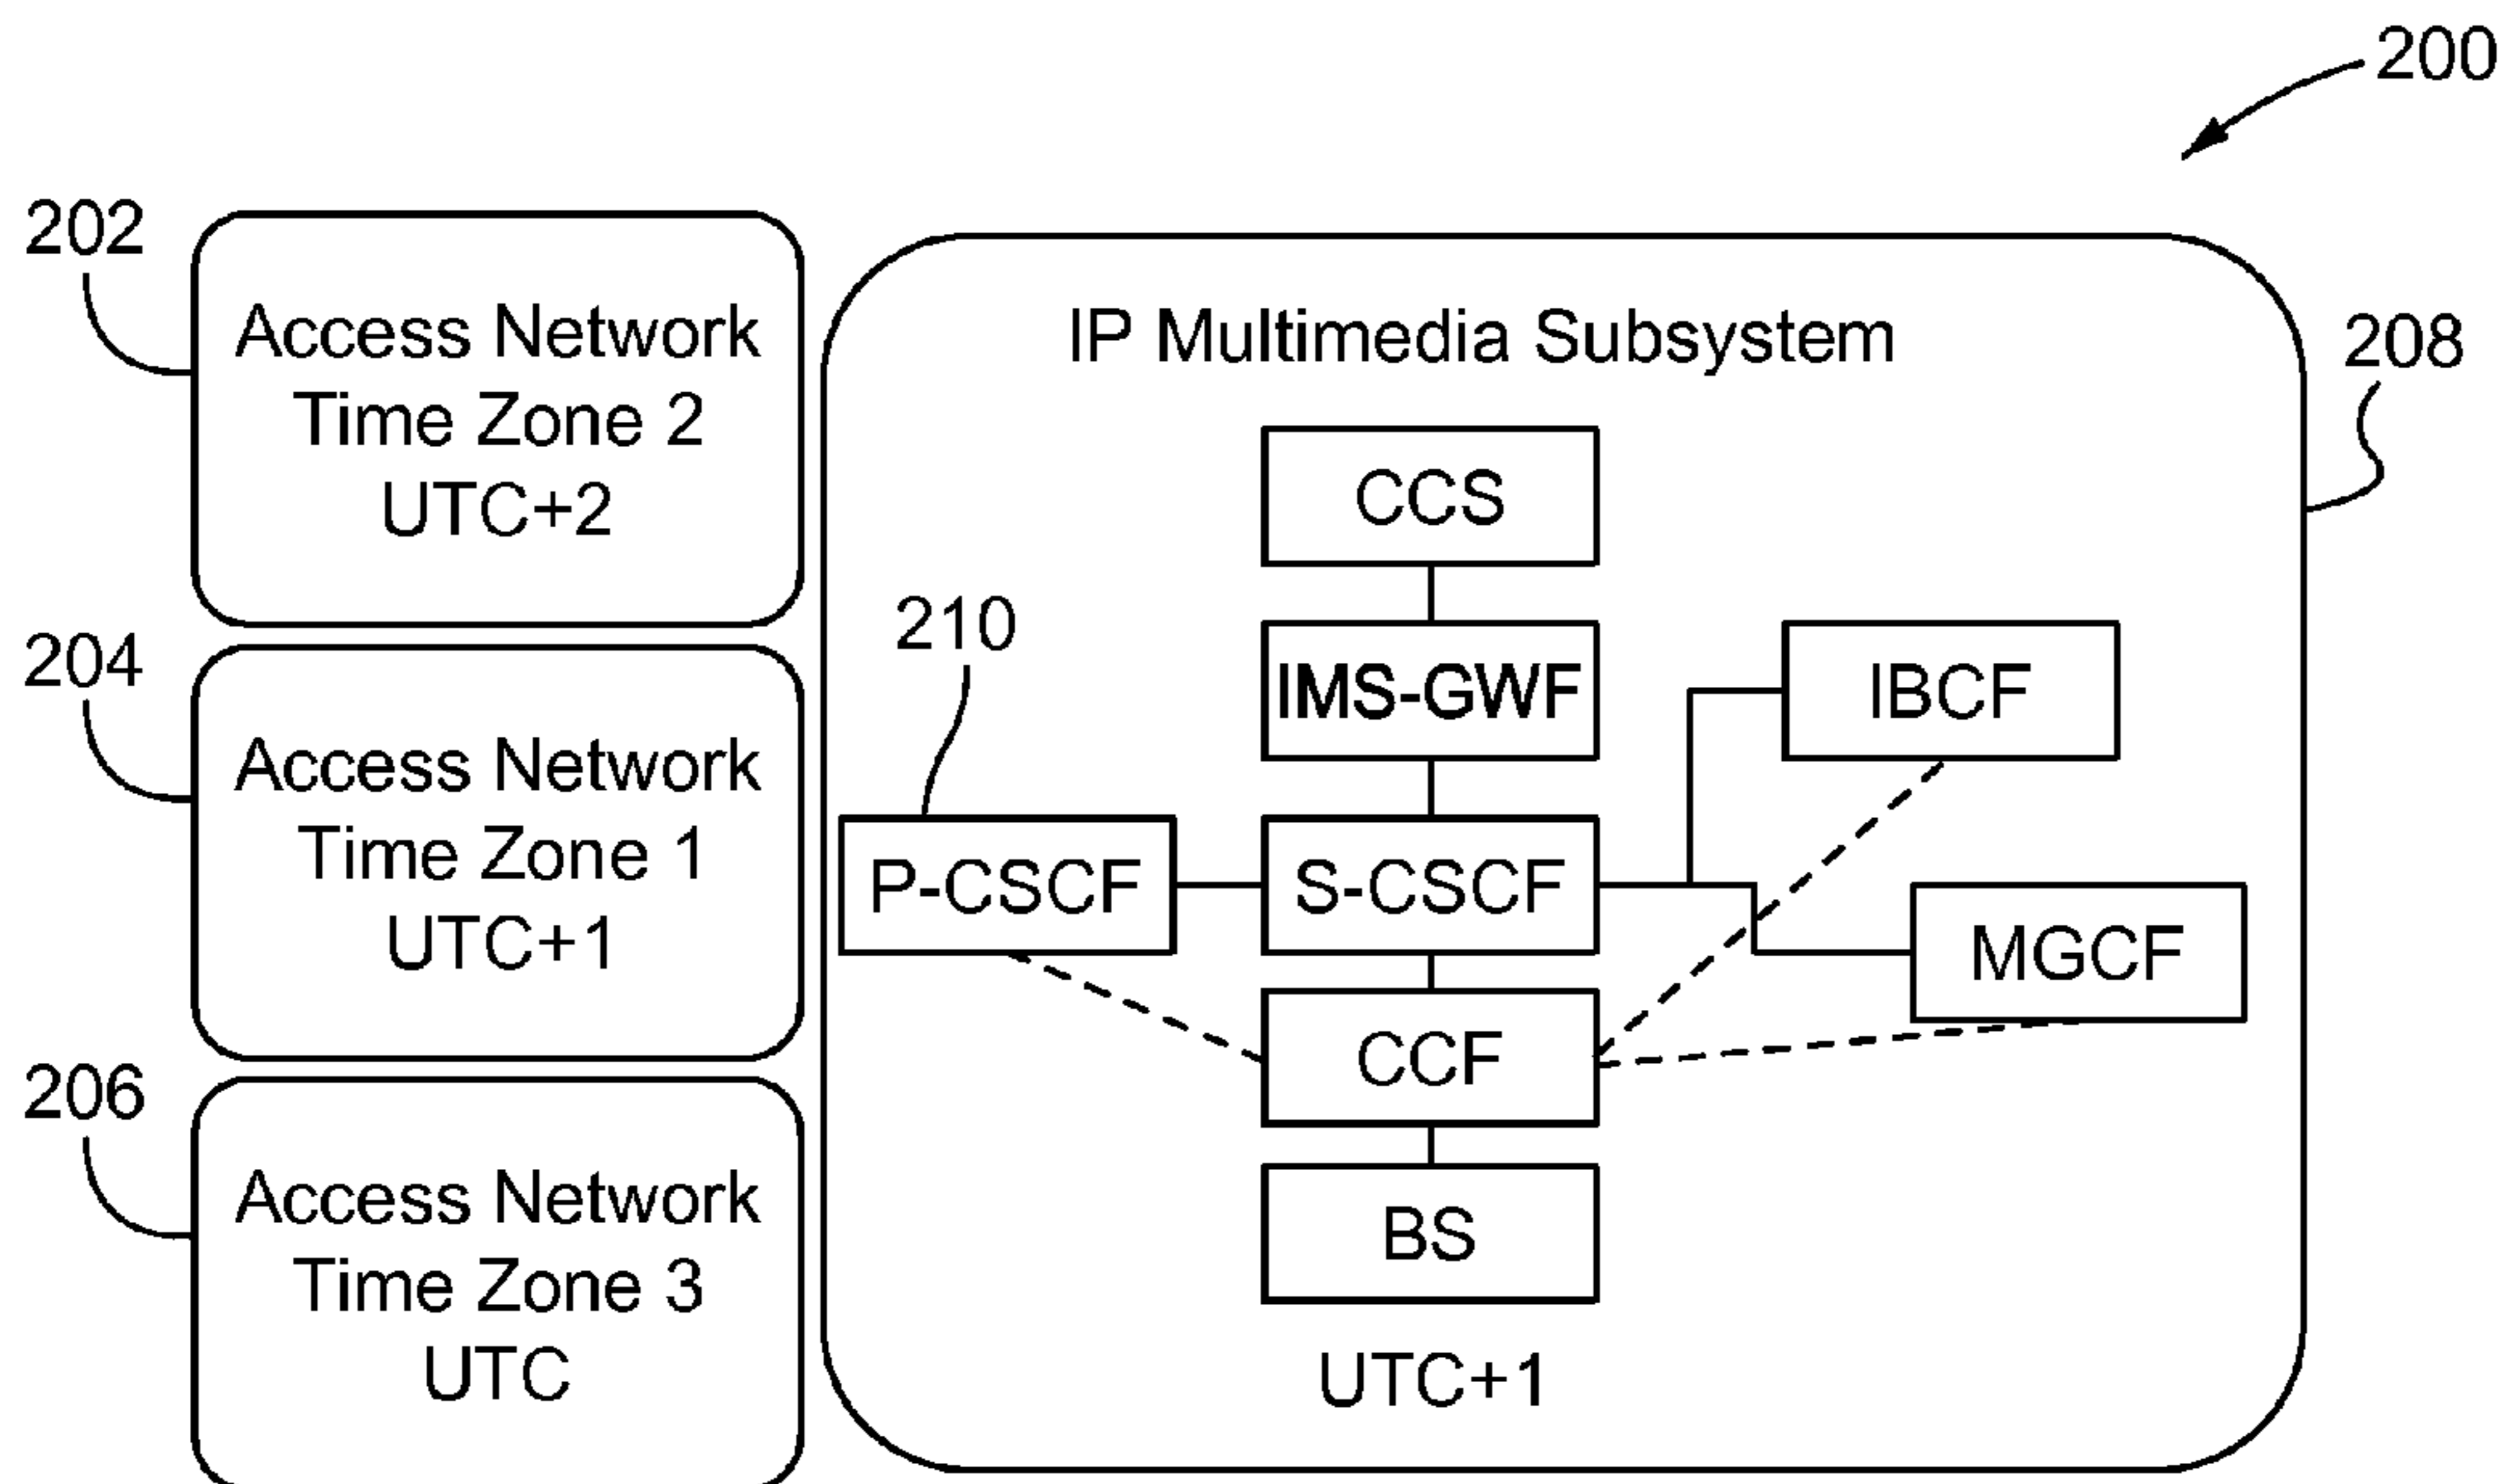 200
202
Access Network
Time Zone 2
UTC+2
204
Access Network
Time Zone 1
UTC+1
206
Access Network
Time Zone 3
UTC
IP Multimedia Subsystem
208
CCS
210
IMS-GWF
IBCF
P-CSCF
S-CSCF
MGCF
CCF
BS
UTC+1